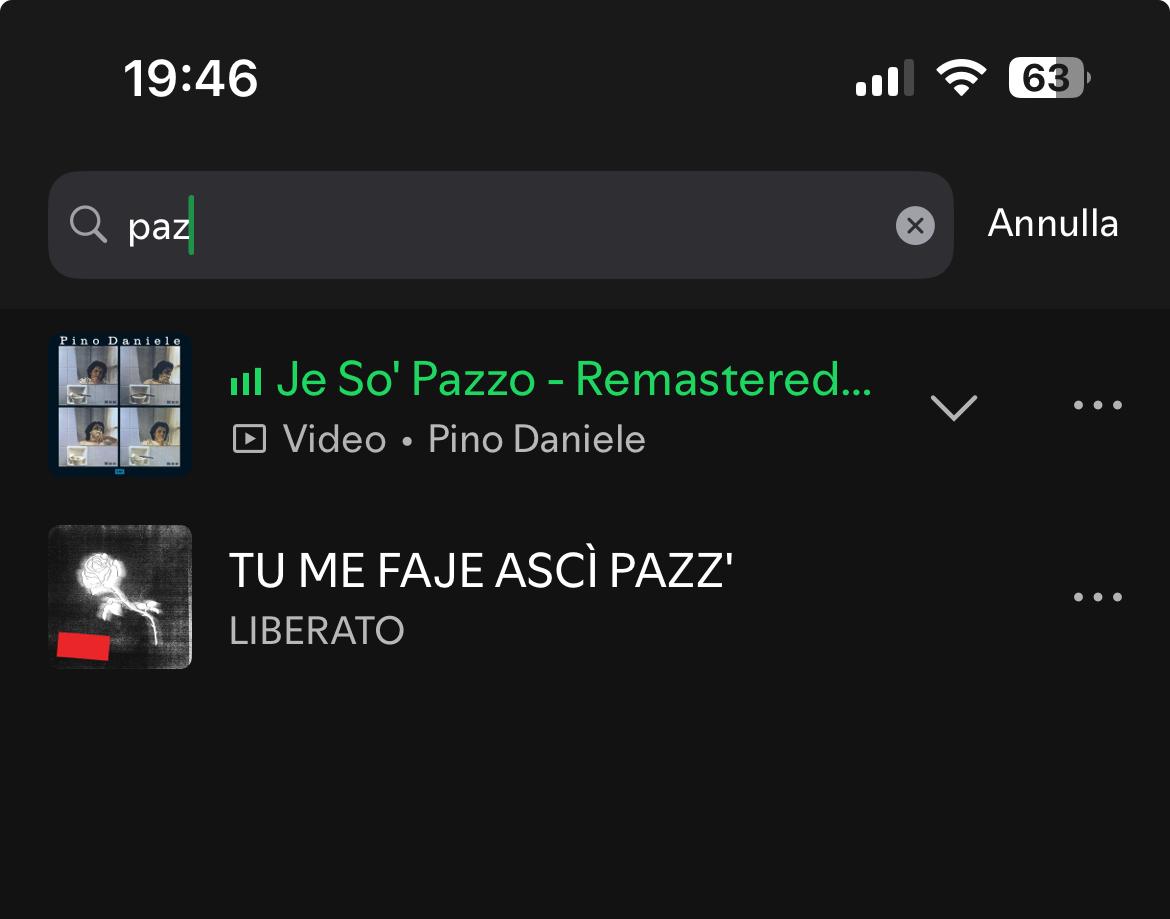 19:46
63
paz
Annulla
Pino Daniele
Je So' Pazzo - Remastered...
Video • Pino Daniele
TU ME FAJE ASCÌ PAZZ'
LIBERATO